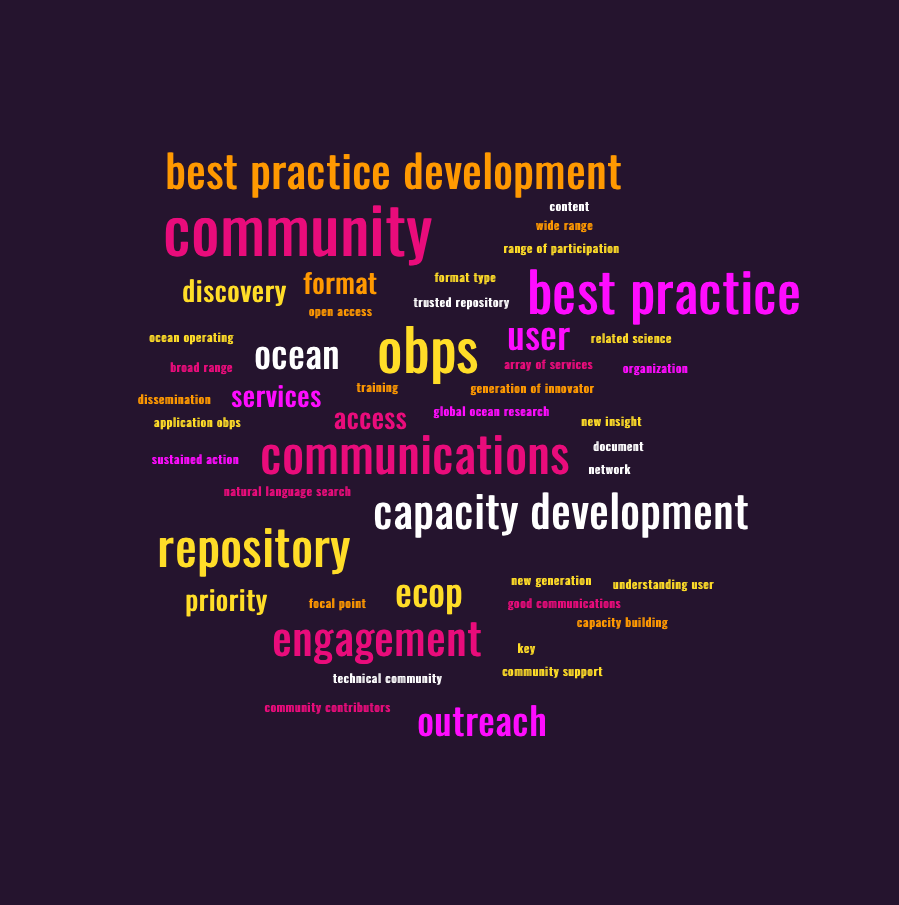 best practice development
community
content
wide range
range of participation
discovery
format
format type
best practice
open access
trusted repository
ocean operating
ocean
obps
user
related science
broad range
array of services
organization
dissemination
services
training
generation of innovator
application obps
access
global ocean research
new insight
sustained action
communications
document
network
natural language search
capacity development
repository
priority
focal point
ecop
new generation
understanding user
good communications
capacity building
engagement
key
technical community
community support
community contributors
outreach